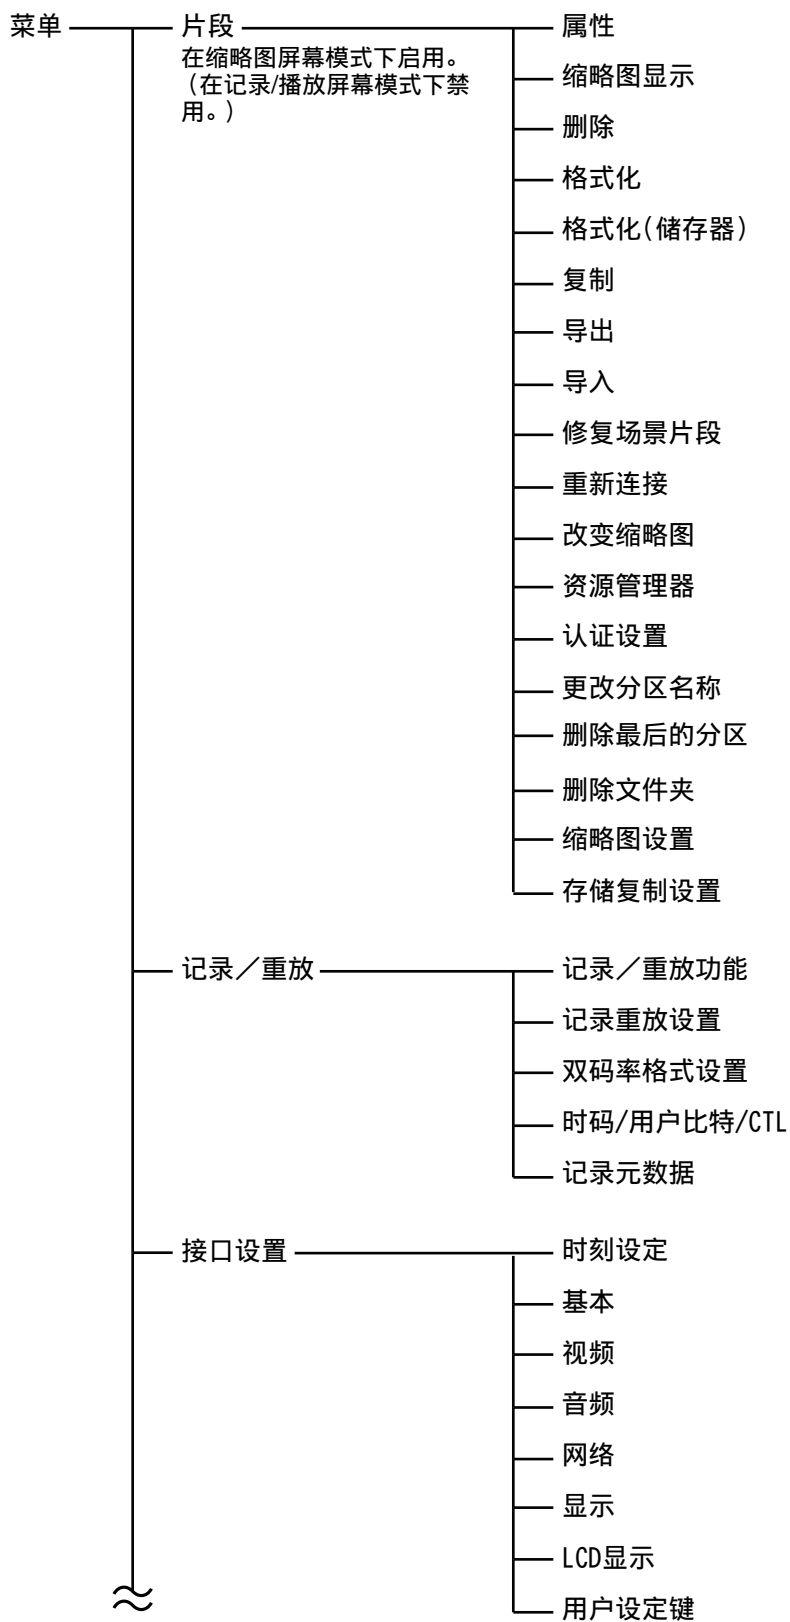 菜单
片段
在缩略图屏幕模式下启用。
（在记录/播放屏幕模式下禁
用。）
属性
缩略图显示
删除
格式化
格式化（储存器）
复制
导出
导入
修复场景片段
重新连接
改变缩略图
资源管理器
认证设置
更改分区名称
删除最后的分区
删除文件夹
缩略图设置
存储复制设置
记录／重放
记录／重放功能
记录重放设置
双码率格式设置
时码/用户比特/CTL
记录元数据
接口设置
时刻设定
基本
视频
音频
网络
显示
LCD显示
用户设定键